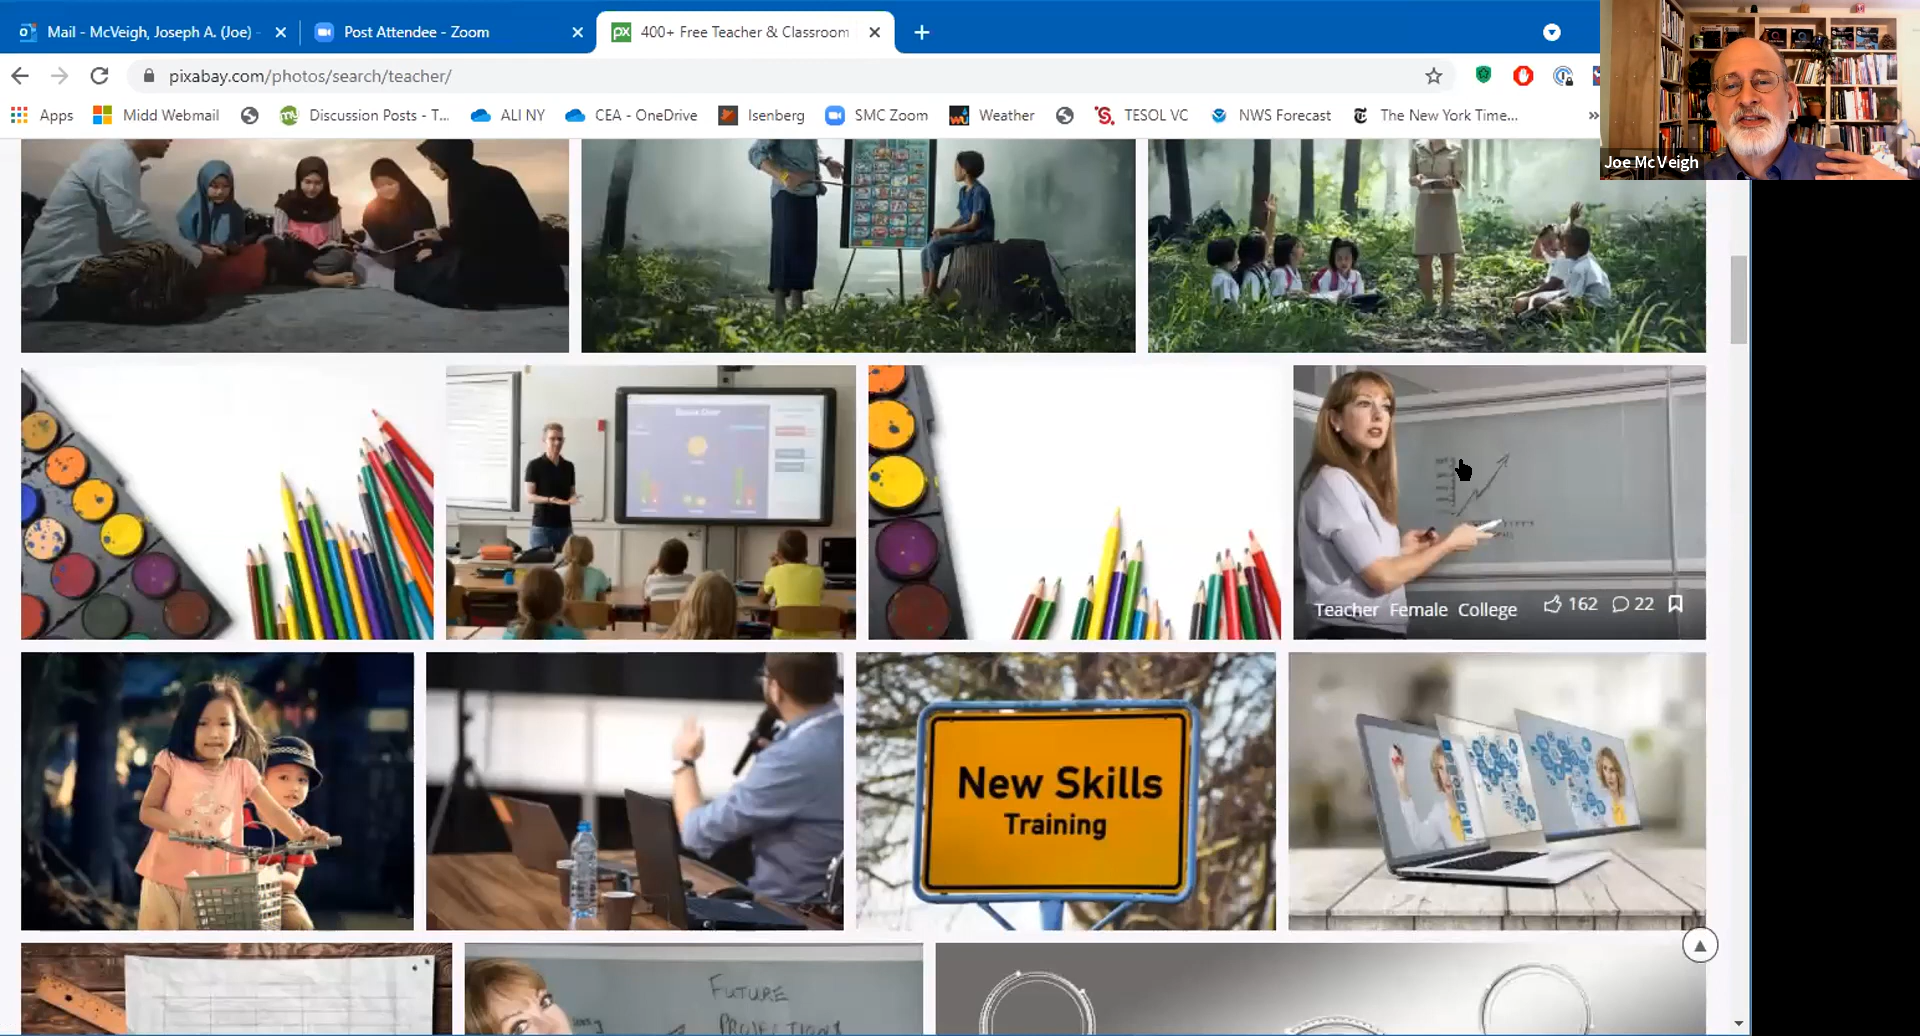 Mail - McVeigh, Joseph A. (Joe) -
Post Attendee - Zoom
400+ Free Teacher & Classroom
pixabay.com/photos/search/teacher/
Apps
Midd Webmail
Discussion Posts - T...
ALI NY
CEA - OneDrive
Isenberg
SMC Zoom
Weather
TESOL VC
NWS Forecast
The New York Time...
»
Joe McVeigh
Teacher Female College 162 22
New Skills
Training
FUTURE
PROJECTIONS